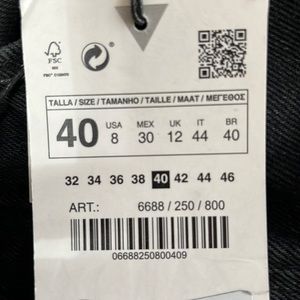 FSC
TALLA / SIZE / TAMANHO / TAILLE / MAAT / ΜΕΓΕΘΟΣ
40
USA MEX UK IT BR
8 30 12 44 40
32 34 36 38 40 42 44 46
ART.: 6688 / 250 / 800
06688250800409